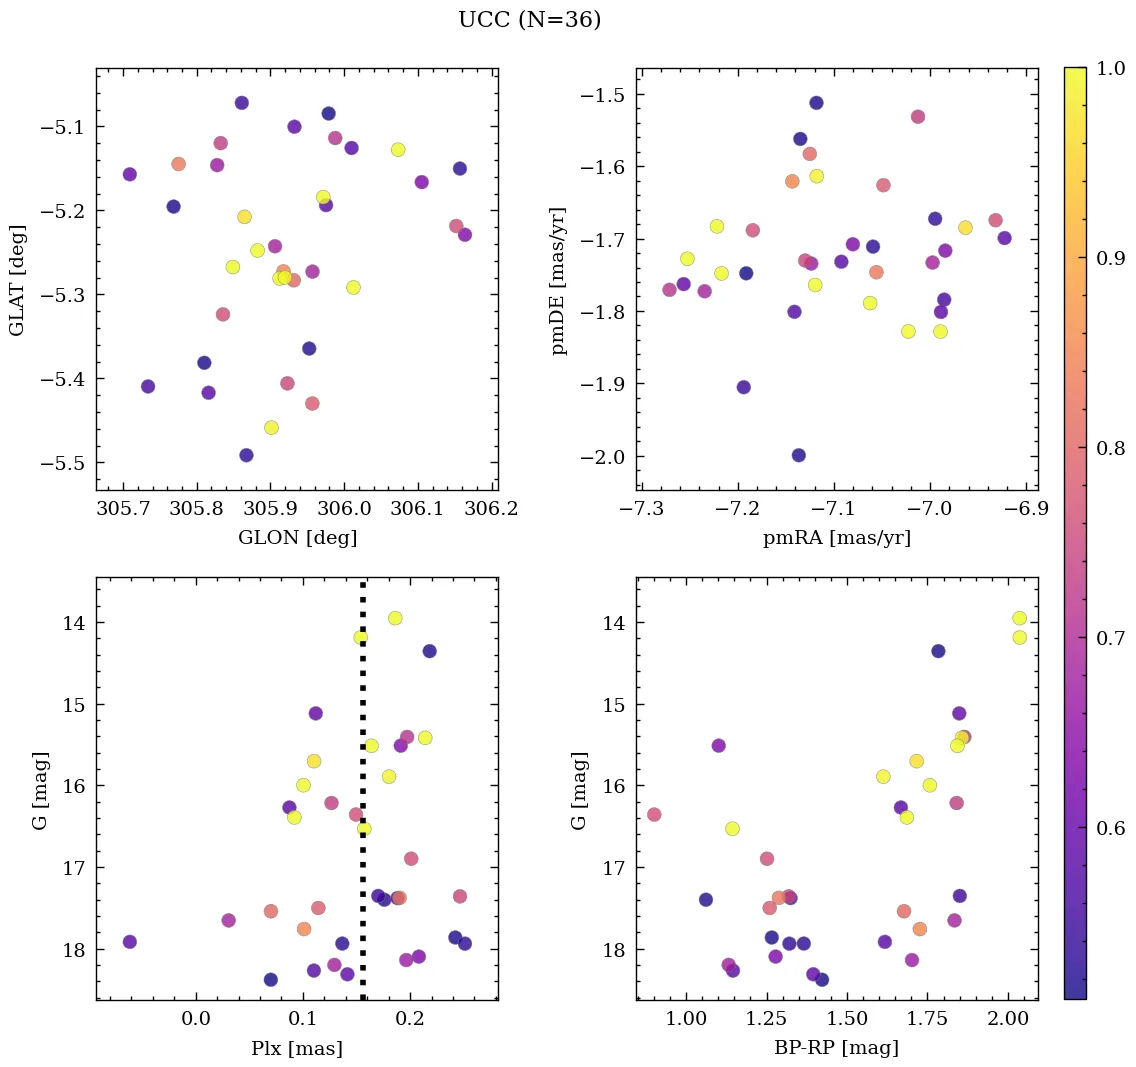 UCC (N=36)
−5.1
−5.2
−5.3
−5.4
−5.5
GLAT [deg]
305.7 305.8 305.9 306.0 306.1 306.2
GLON [deg]
−1.5
−1.6
−1.7
−1.8
−1.9
−2.0
pmDE [mas/yr]
−7.3 −7.2 −7.1 −7.0 −6.9
pmRA [mas/yr]
14
15
16
17
18
G [mag]
0.0 0.1 0.2
Plx [mas]
14
15
16
17
18
G [mag]
1.00 1.25 1.50 1.75 2.00
BP-RP [mag]
1.0
0.9
0.8
0.7
0.6